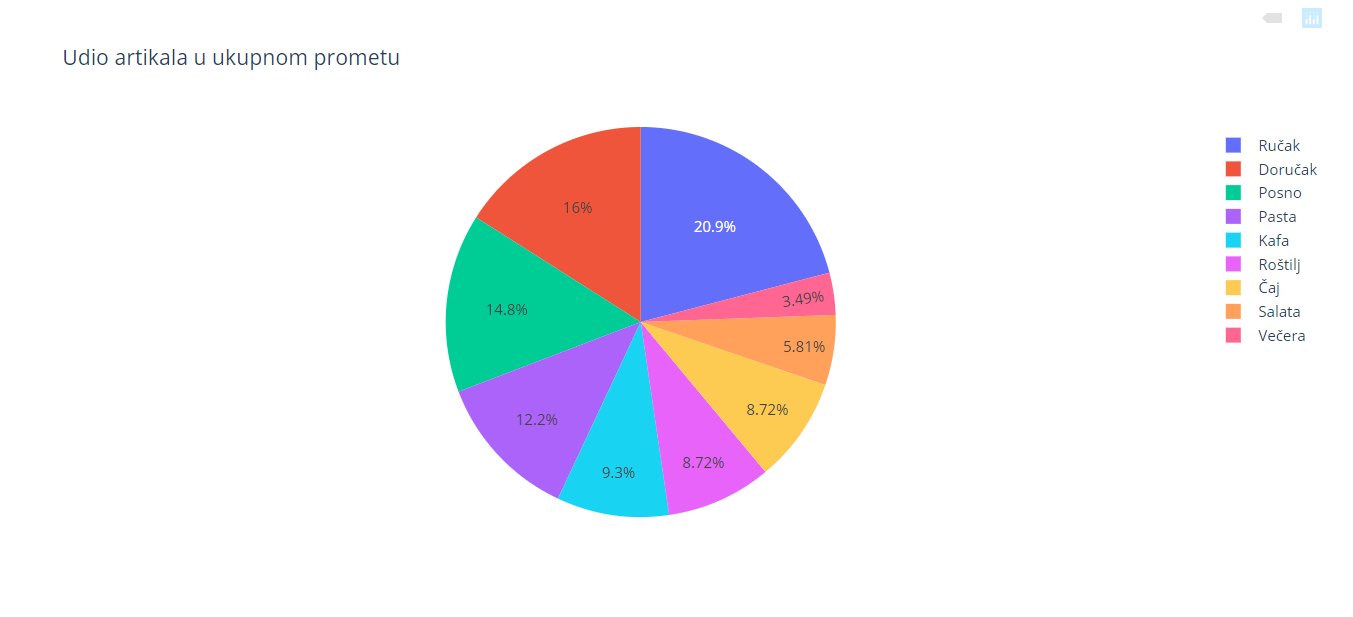 Udio artikala u ukupnom prometu
16%
20.9%
3.49%
14.8%
5.81%
8.72%
12.2%
8.72%
9.3%
Ručak
Doručak
Posno
Pasta
Kafa
Roštilj
Čaj
Salata
Večera